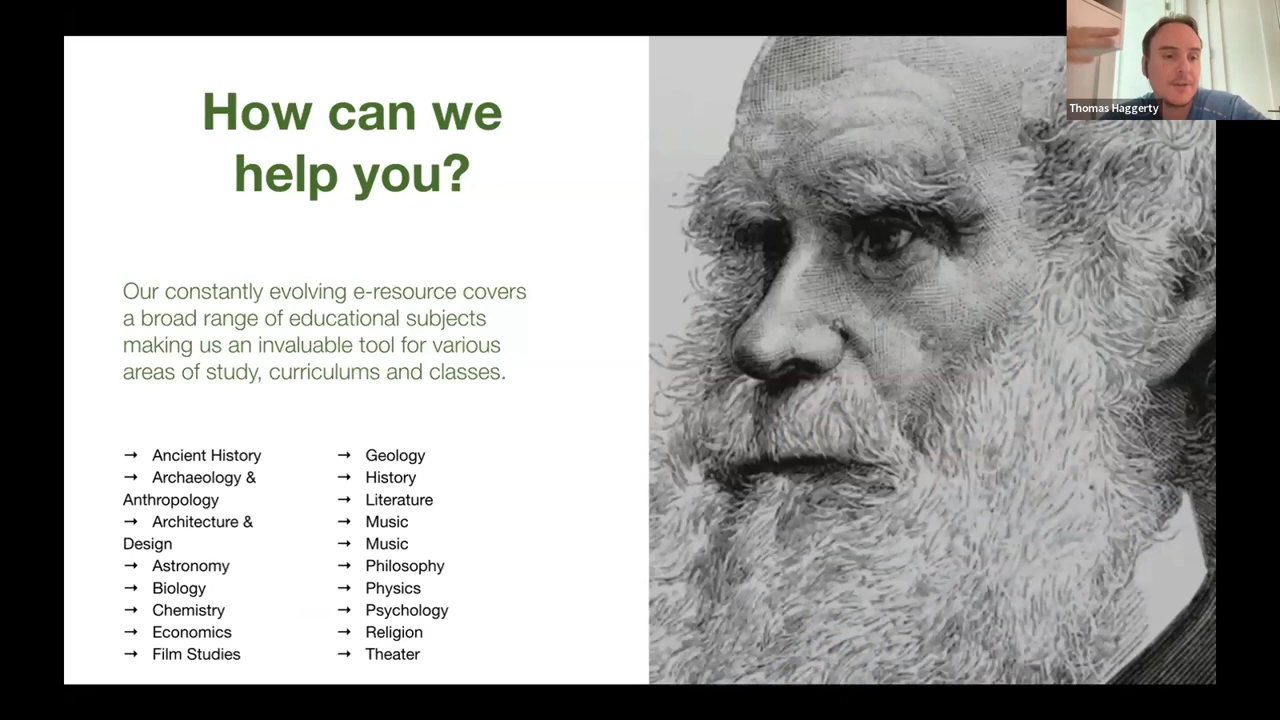 How can we
help you?
Our constantly evolving e-resource covers
a broad range of educational subjects
making us an invaluable tool for various
areas of study, curriculums and classes.
→ Ancient History
→ Archaeology &
Anthropology
→ Architecture &
Design
→ Astronomy
→ Biology
→ Chemistry
→ Economics
→ Film Studies
→ Geology
→ History
→ Literature
→ Music
→ Music
→ Philosophy
→ Physics
→ Psychology
→ Religion
→ Theater
Thomas Haggerty